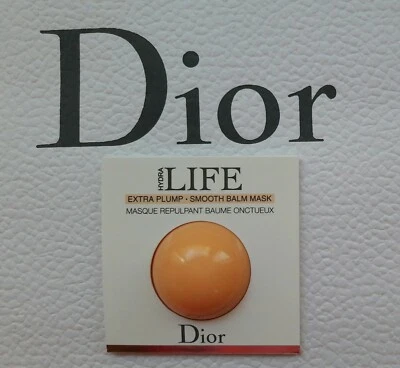 Dior
HYDRA
LIFE
EXTRA PLUMP • SMOOTH BALM MASK
MASQUE REPULPANT BAUME ONCTUEUX
Dior